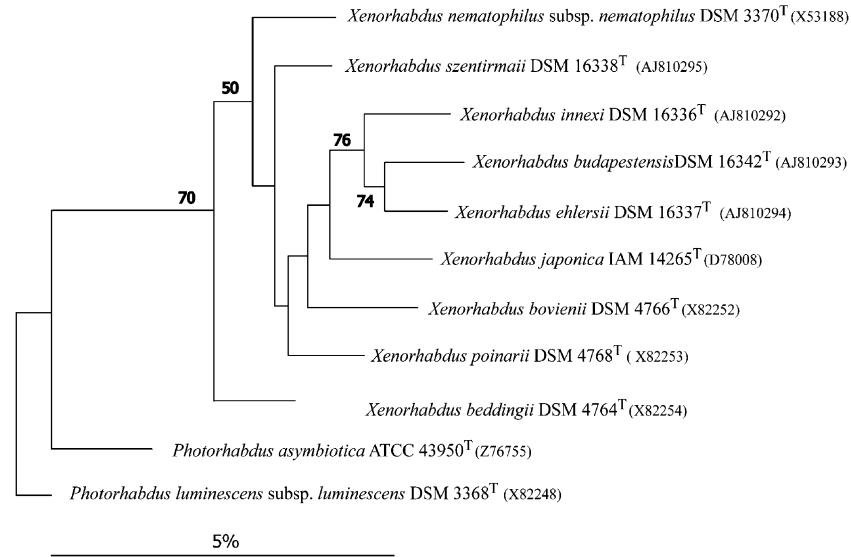 Xenorhabdus nematophilus subsp. nematophilus DSM 3370T (X53188)
Xenorhabdus szentirmaii DSM 16338T (AJ810295)
50
Xenorhabdus innexi DSM 16336T (AJ810292)
76
Xenorhabdus budapestensisDSM 16342T (AJ810293)
70
74
Xenorhabdus ehlersii DSM 16337T (AJ810294)
Xenorhabdus japonica IAM 14265T (D78008)
Xenorhabdus bovienii DSM 4766T (X82252)
Xenorhabdus poinarii DSM 4768T ( X82253)
Xenorhabdus beddingii DSM 4764T (X82254)
Photorhabdus asymbiotica ATCC 43950T (Z76755)
Photorhabdus luminescens subsp. luminescens DSM 3368T (X82248)
5%